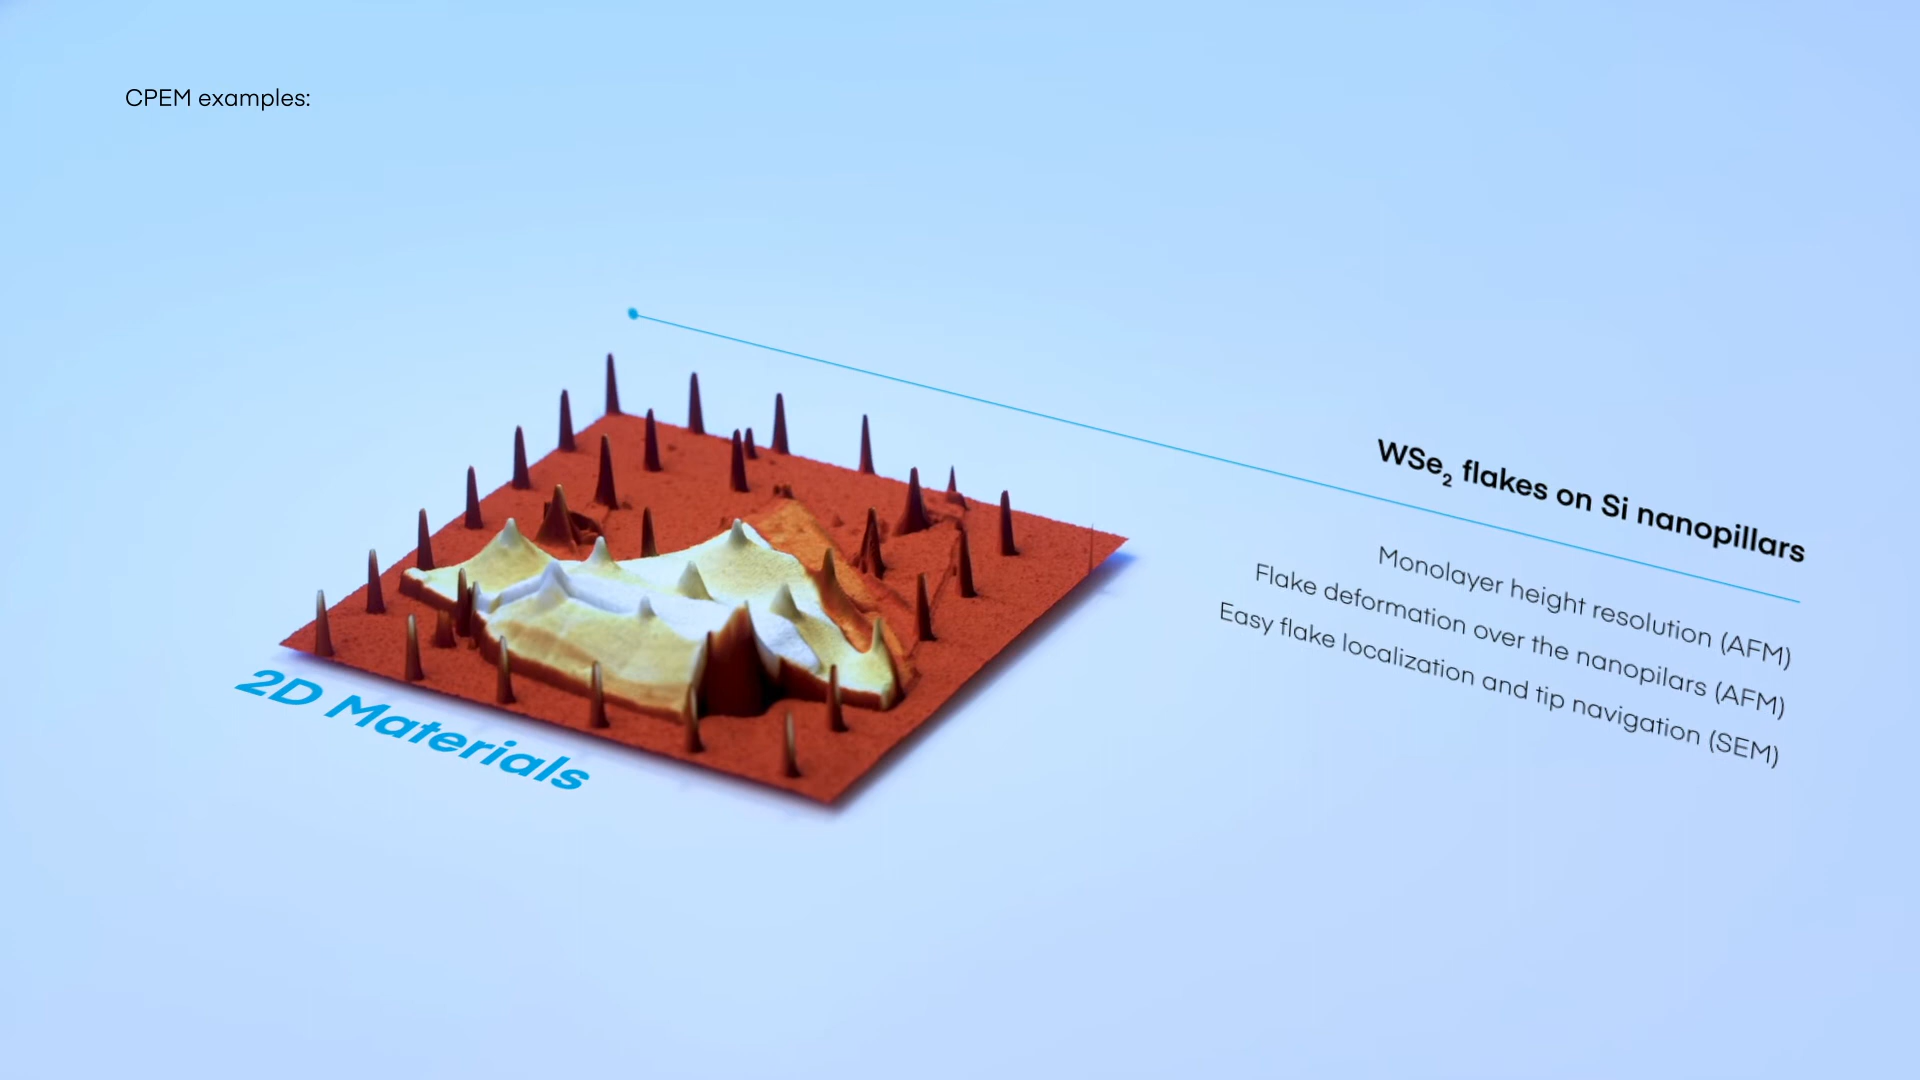 CPEM examples:
WSe₂ flakes on Si nanopillars
Monolayer height resolution (AFM)
Flake deformation over the nanopilars (AFM)
Easy flake localization and tip navigation (SEM)
2D Materials